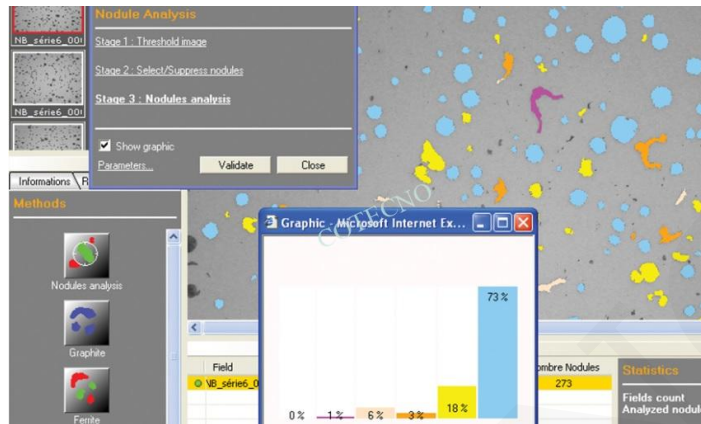 NB_série6_00
NB_série6_00
Nodule Analysis
Stage 1 : Threshold image
Stage 2 : Select/Suppress nodules
Stage 3 : Nodules analysis
Show graphic
Parameters...
Validate
Close
Informations
Methods
Nodules analysis
Graphite
Ferrite
COTECNO
Graphic - Microsoft Internet Ex...
0 %
1 %
6 %
3 %
18 %
73 %
Field
NB_série6_0
ombre Nodules
273
Statistics
Fields count
Analyzed nodule